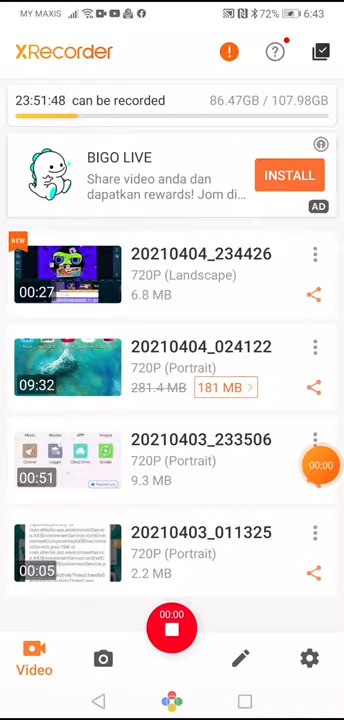 MY MAXIS
72%
6:43
XRecorder
!
?
23:51:48 can be recorded
86.47GB / 107.98GB
BIGO LIVE
Share video anda dan
dapatkan rewards! Jom di...
INSTALL
AD
NEW
00:27
20210404_234426
720P (Landscape)
6.8 MB
09:32
20210404_024122
720P (Portrait)
281.4 MB
181 MB >
00:51
20210403_233506
720P (Portrait)
9.3 MB
00:00
00:05
20210403_011325
720P (Portrait)
2.2 MB
00:00
Video